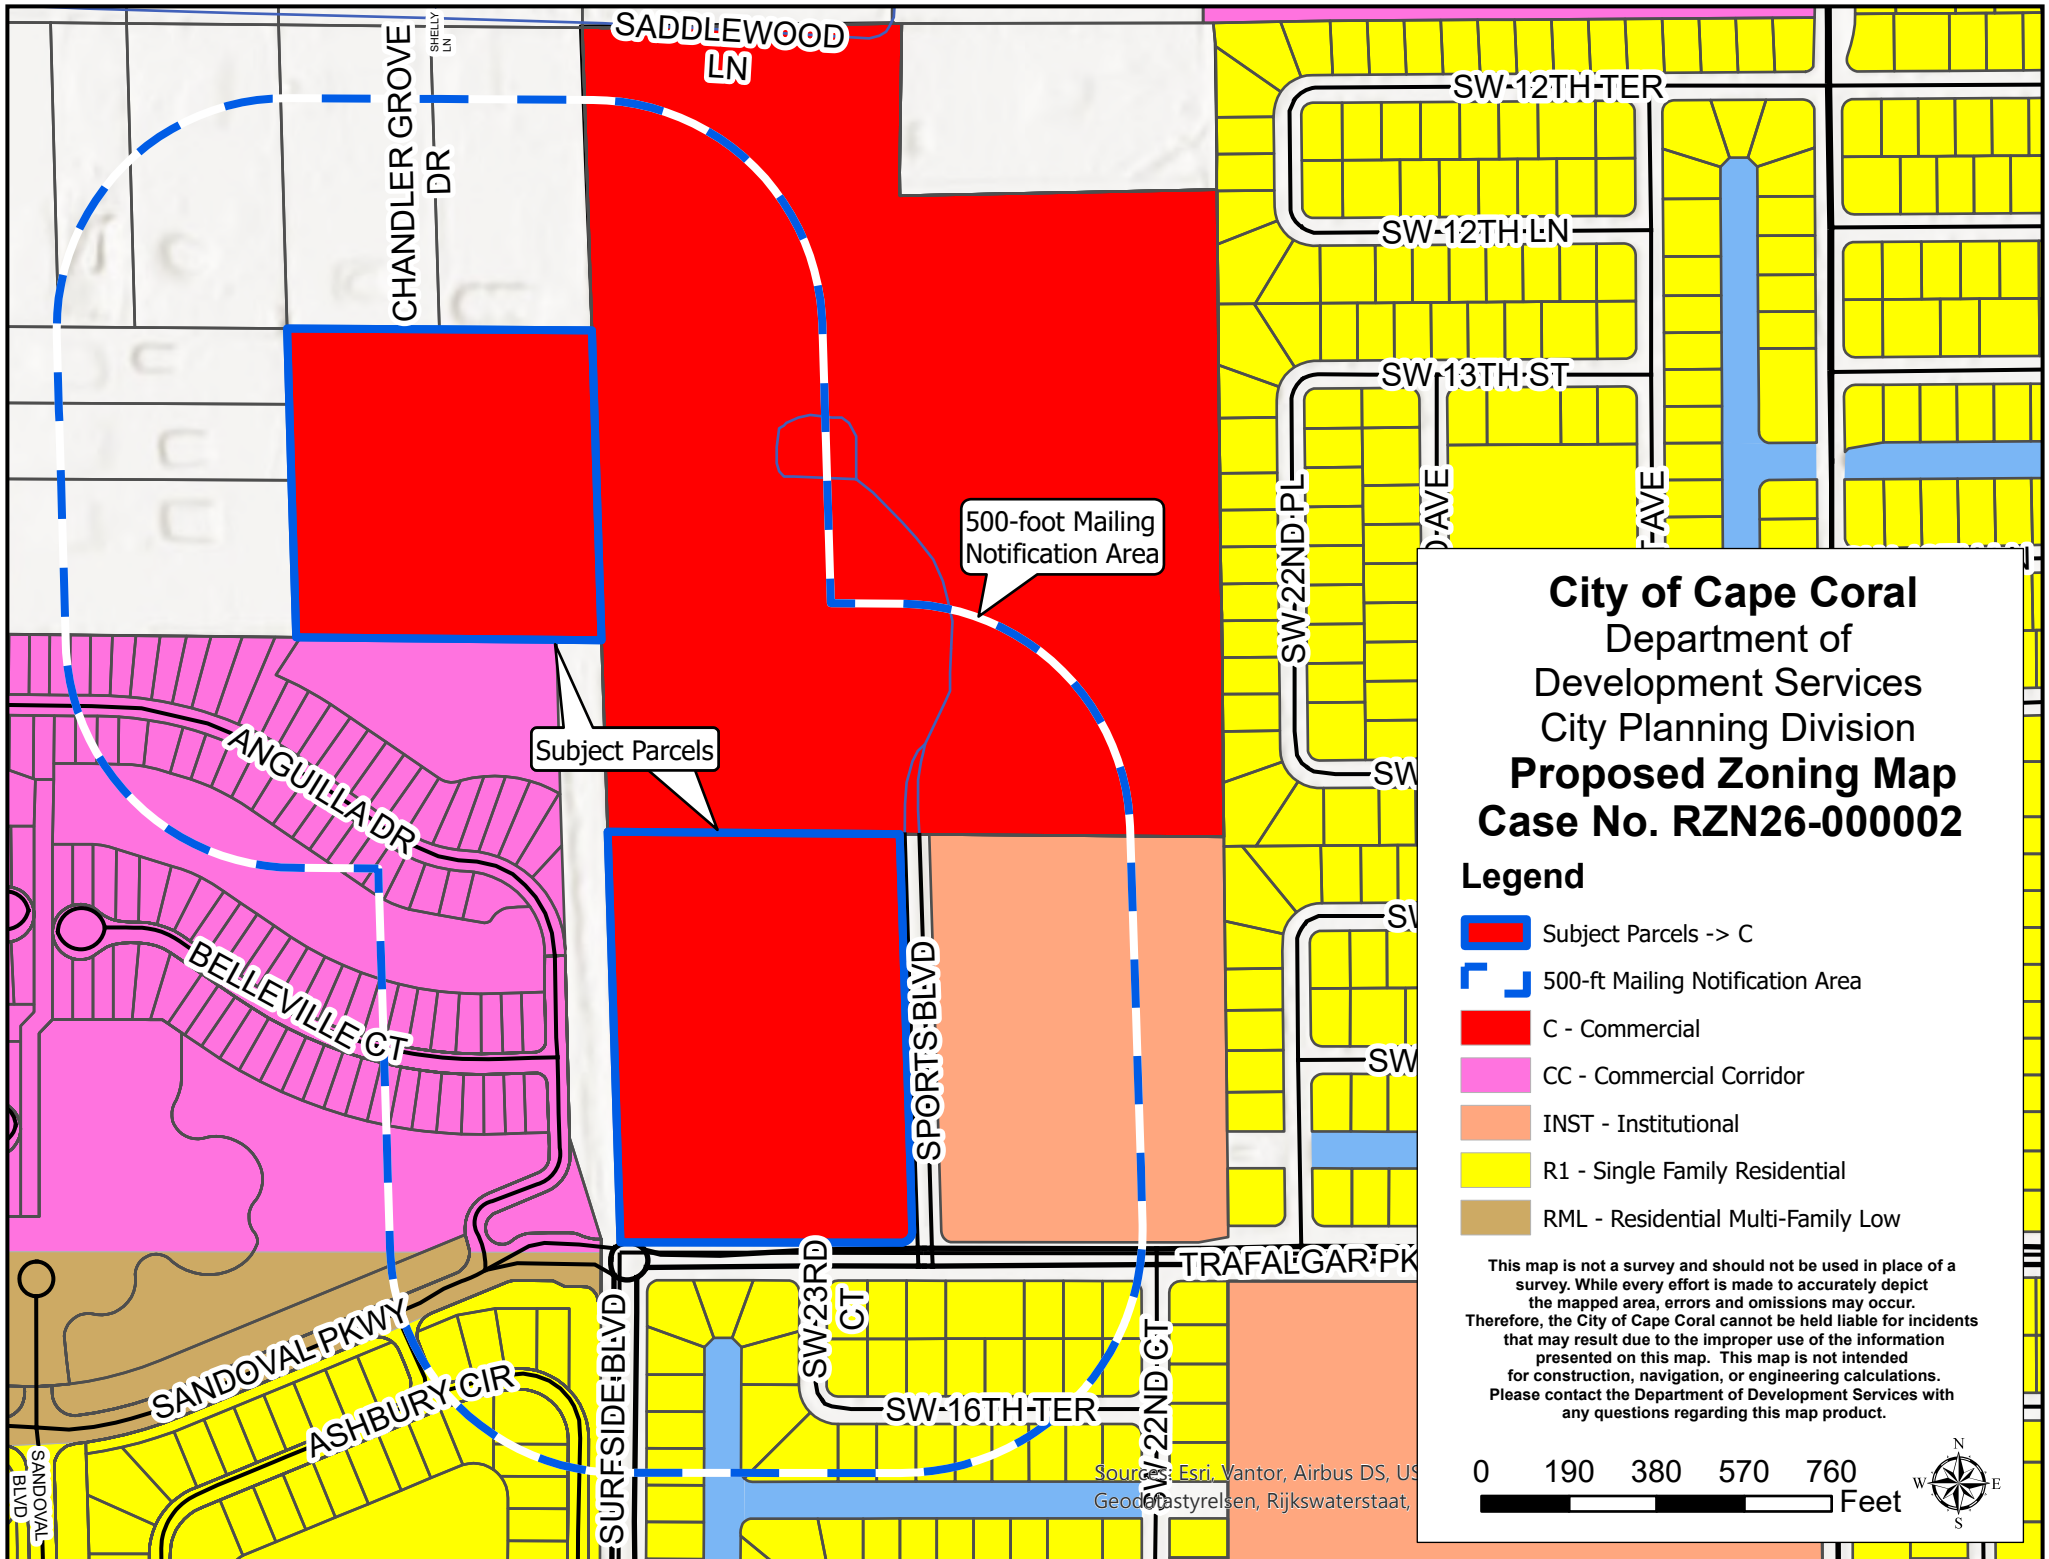 SADDLEWOOD
LN
CHANDLER GROVE
DR
SHELLY
LN
SW 12TH TER
SW 12TH LN
SW 13TH ST
SW 22ND PL
AVE
AVE
500-foot Mailing
Notification Area
Subject Parcels
ANGUILLA DR
BELLEVILLE CT
SPORTS BLVD
SW
SW
SW 23RD
CT
TRAFALGAR PK
SANDOVAL PKWY
ASHBURY CIR
SURFSIDE BLVD
SW 16TH TER
SW 22ND CT
SANDOVAL
BLVD
Sources: Esri, Vantor, Airbus DS, US
Geodatastyrelsen, Rijkswaterstaat,
City of Cape Coral
Department of
Development Services
City Planning Division
Proposed Zoning Map
Case No. RZN26-000002
Legend
Subject Parcels -> C
500-ft Mailing Notification Area
C - Commercial
CC - Commercial Corridor
INST - Institutional
R1 - Single Family Residential
RML - Residential Multi-Family Low
This map is not a survey and should not be used in place of a
survey. While every effort is made to accurately depict
the mapped area, errors and omissions may occur.
Therefore, the City of Cape Coral cannot be held liable for incidents
that may result due to the improper use of the information
presented on this map. This map is not intended
for construction, navigation, or engineering calculations.
Please contact the Department of Development Services with
any questions regarding this map product.
0 190 380 570 760
Feet
N
W E
S